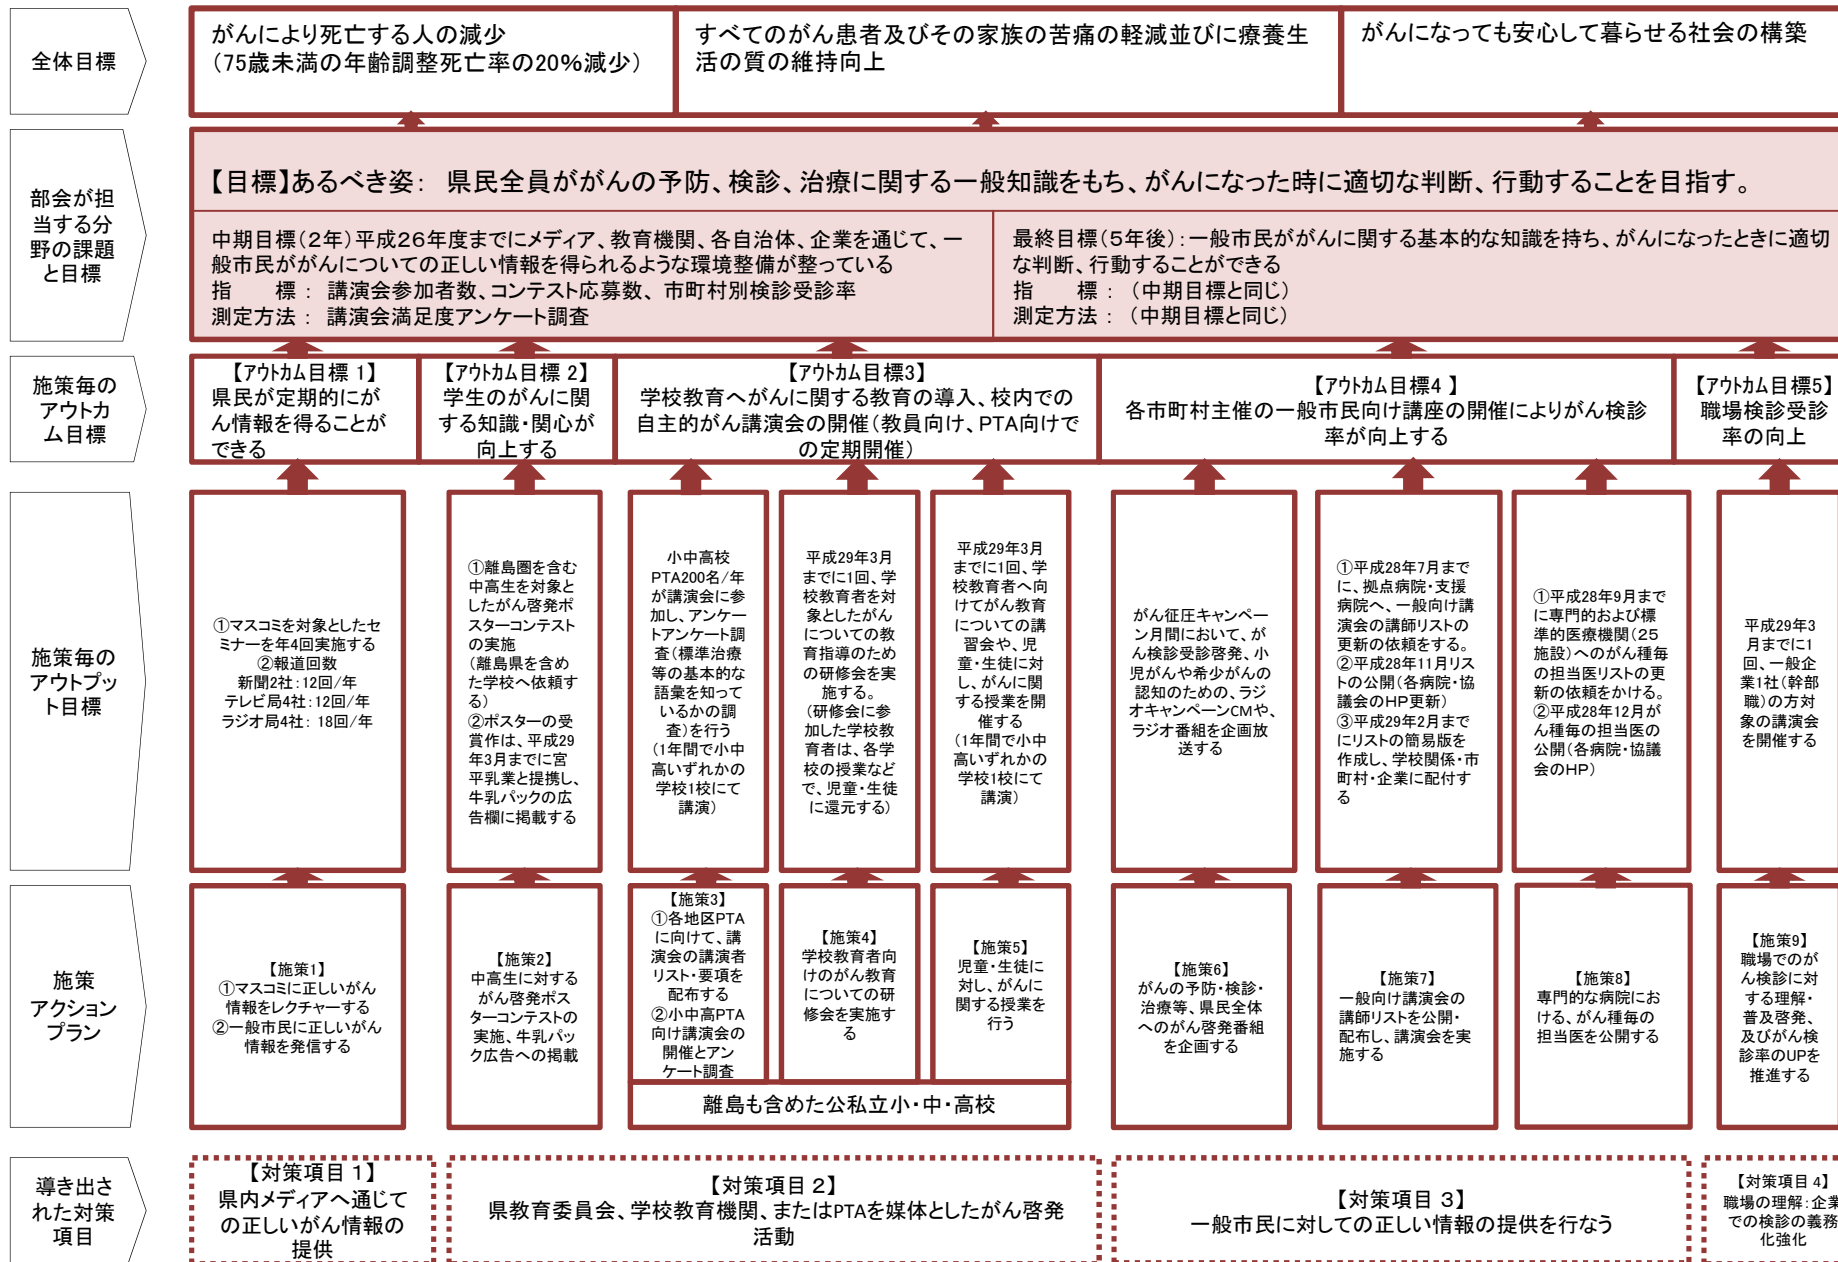 全体目標
がんにより死亡する人の減少
(75歳未満の年齢調整死亡率の20%減少)
すべてのがん患者及びその家族の苦痛の軽減並びに療養生
活の質の維持向上
がんになっても安心して暮らせる社会の構築
部会が担
当する分
野の課題
と目標
【目標】あるべき姿: 県民全員ががんの予防、検診、治療に関する一般知識をもち、がんになった時に適切な判断、行動することを目指す。
中期目標(2年)平成26年度までにメディア、教育機関、各自治体、企業を通じて、一
般市民ががんについての正しい情報を得られるような環境整備が整っている
指 標: 講演会参加者数、コンテスト応募数、市町村別検診受診率
測定方法: 講演会満足度アンケート調査
最終目標(5年後):一般市民ががんに関する基本的な知識を持ち、がんになったときに適切
な判断、行動することができる
指 標: (中期目標と同じ)
測定方法: (中期目標と同じ)
施策毎の
アウトカ
ム目標
【アウトカム目標 1】
県民が定期的にが
ん情報を得ることが
できる
【アウトカム目標 2】
学生のがんに関
する知識・関心が
向上する
【アウトカム目標3】
学校教育へがんに関する教育の導入、校内での
自主的がん講演会の開催(教員向け、PTA向けで
の定期開催)
【アウトカム目標4 】
各市町村主催の一般市民向け講座の開催によりがん検診
率が向上する
【アウトカム目標5】
職場検診受診
率の向上
施策毎の
アウトプッ
ト目標
①マスコミを対象としたセ
ミナーを年4回実施する
②報道回数
新聞2社:12回/年
テレビ局4社:12回/年
ラジオ局4社: 18回/年
①離島圏を含む
中高生を対象と
したがん啓発ポ
スターコンテスト
の実施
(離島県を含め
た学校へ依頼す
る)
②ポスターの受
賞作は、平成29
年3月までに宮
平乳業と提携し、
牛乳パックの広
告欄に掲載する
小中高校
PTA200名/年
が講演会に参
加し、アンケー
トアンケート調
査(標準治療
等の基本的な
語彙を知って
いるかの調
査)を行う
(1年間で小中
高いずれかの
学校1校にて
講演)
平成29年3月
までに1回、学
校教育者を対
象としたがん
についての教
育指導のため
の研修会を実
施する。
(研修会に参
加した学校教
育者は、各学
校の授業など
で、児童・生徒
に還元する)
平成29年3月
までに1回、学
校教育者へ向
けてがん教育
についての講
習会や、児
童・生徒に対
し、がんに関
する授業を開
催する
(1年間で小中
高いずれかの
学校1校にて
講演)
がん征圧キャンペー
ン月間において、が
ん検診受診啓発、小
児がんや希少がんの
認知のための、ラジ
オキャンペーンCMや、
ラジオ番組を企画放
送する
①平成28年7月まで
に、拠点病院・支援
病院へ、一般向け講
演会の講師リストの
更新の依頼をする。
②平成28年11月リス
トの公開(各病院・協
議会のHP更新)
③平成29年2月まで
にリストの簡易版を
作成し、学校関係・市
町村・企業に配付す
る
①平成28年9月まで
に専門的および標
準的医療機関(25
施設)へのがん種毎
の担当医リストの更
新の依頼をかける。
②平成28年12月が
ん種毎の担当医の
公開(各病院・協議
会のHP)
平成29年3
月までに1
回、一般企
業1社(幹部
職)の方対
象の講演会
を開催する
施策
アクション
プラン
【施策1】
①マスコミに正しいがん
情報をレクチャーする
②一般市民に正しいがん
情報を発信する
【施策2】
中高生に対する
がん啓発ポス
ターコンテストの
実施、牛乳パッ
ク広告への掲載
【施策3】
①各地区PTA
に向けて、講
演会の講演者
リスト・要項を
配布する
②小中高PTA
向け講演会の
開催とアン
ケート調査
【施策4】
学校教育者向
けのがん教育
についての研
修会を実施す
る
【施策5】
児童・生徒に
対し、がんに
関する授業を
行う
離島も含めた公私立小・中・高校
【施策6】
がんの予防・検診・
治療等、県民全体
へのがん啓発番組
を企画する
【施策7】
一般向け講演会の
講師リストを公開・
配布し、講演会を実
施する
【施策8】
専門的な病院にお
ける、がん種毎の
担当医を公開する
【施策9】
職場でのが
ん検診に対
する理解・
普及啓発、
及びがん検
診率のUPを
推進する
導き出さ
れた対策
項目
【対策項目 1】
県内メディアへ通じて
の正しいがん情報の
提供
【対策項目 2】
県教育委員会、学校教育機関、またはPTAを媒体としたがん啓発
活動
【対策項目 3】
一般市民に対しての正しい情報の提供を行なう
【対策項目 4】
職場の理解:企業
での検診の義務
化強化